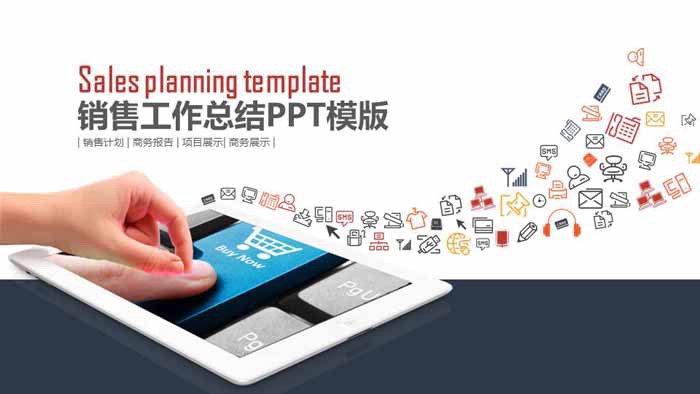 Sales planning template
销售工作总结PPT模版
| 销售计划 | 商务报告 | 项目展示| 商务展示 |
SMS
SMS
SMS
Buy Now
Pg U
Pg